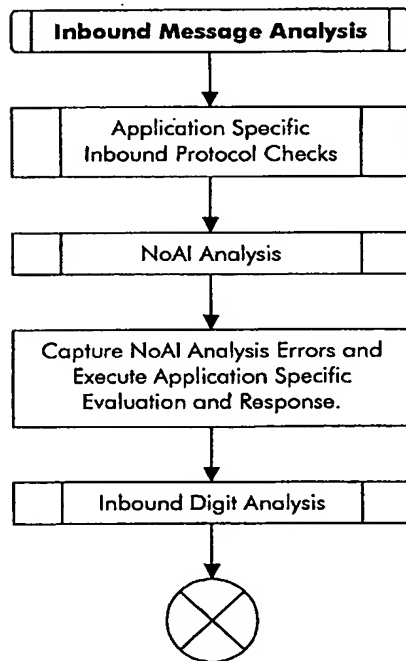 Inbound Message Analysis
Application Specific
Inbound Protocol Checks
NoAI Analysis
Capture NoAI Analysis Errors and
Execute Application Specific
Evaluation and Response.
Inbound Digit Analysis